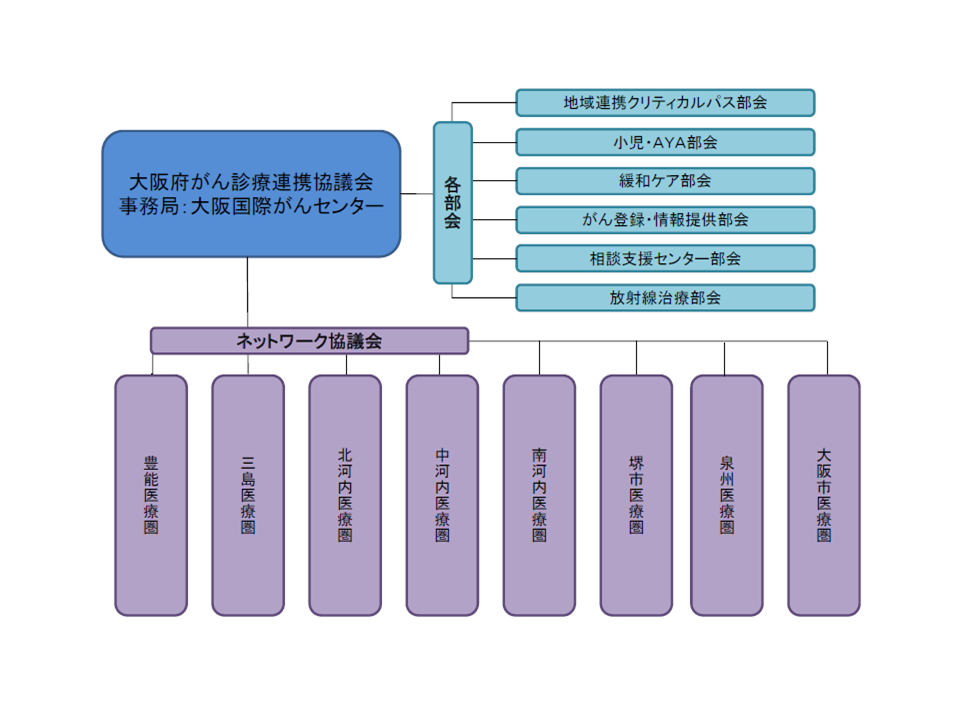 地域連携クリティカルパス部会
小児・AYA部会
大阪府がん診療連携協議会
事務局：大阪国際がんセンター
各部会
緩和ケア部会
がん登録・情報提供部会
相談支援センター部会
放射線治療部会
ネットワーク協議会
豊能医療圏
三島医療圏
北河内医療圏
中河内医療圏
南河内医療圏
堺市医療圏
泉州医療圏
大阪市医療圏